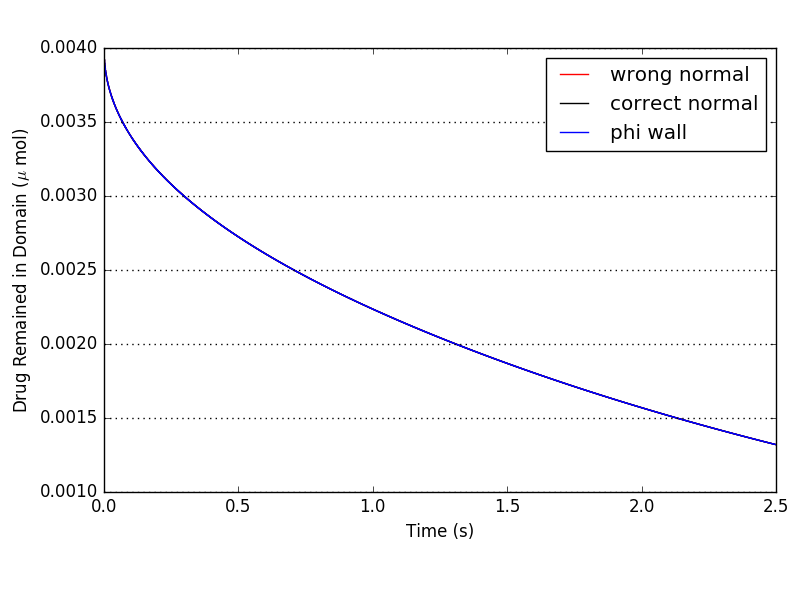 0.0040
0.0035
0.0030
0.0025
0.0020
0.0015
0.0010
Drug Remained in Domain (μ mol)
wrong normal
correct normal
phi wall
0.0 0.5 1.0 1.5 2.0 2.5
Time (s)